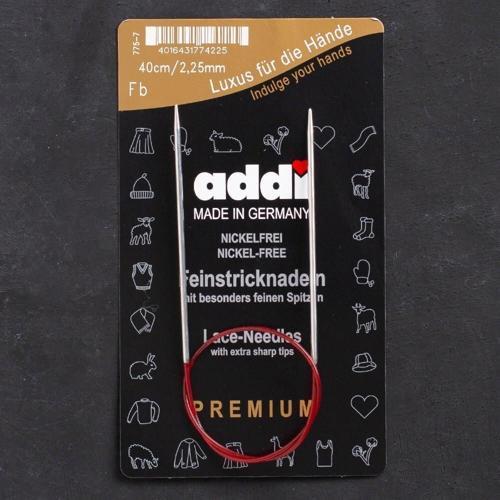 775-7
4016431774225
40cm/2,25mm
Fb
Luxus für die Hände
Indulge your hands
addi
MADE IN GERMANY
NICKELFREI
NICKEL-FREE
Feinstricknadeln
mit besonders feinen Spitzen
Lace-Needles
with extra sharp tips
PREMIUM